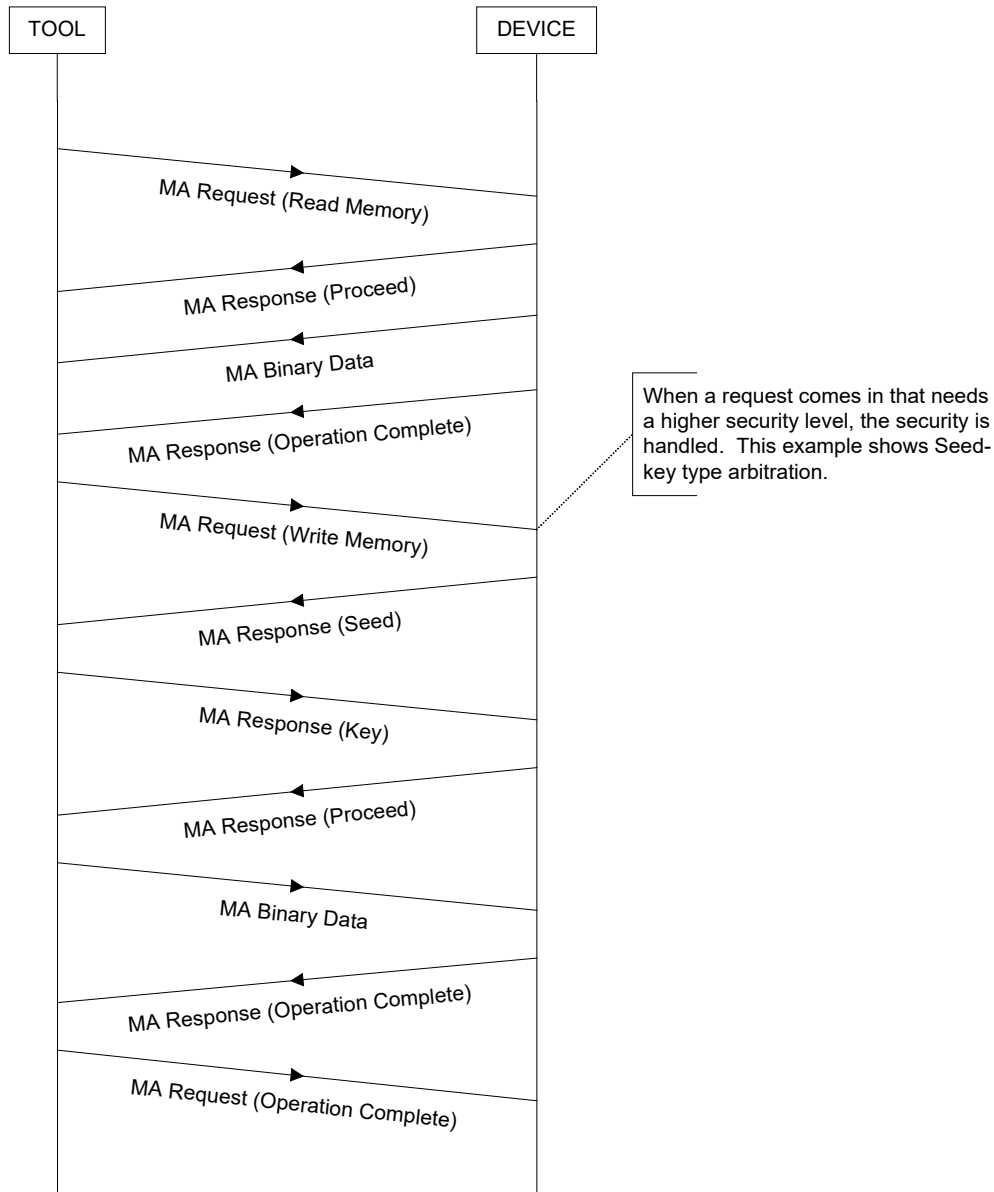 TOOL
DEVICE
MA Request (Read Memory)
MA Response (Proceed)
MA Binary Data
MA Response (Operation Complete)
When a request comes in that needs
a higher security level, the security is
handled.  This example shows Seed-
key type arbitration.
MA Request (Write Memory)
MA Response (Seed)
MA Response (Key)
MA Response (Proceed)
MA Binary Data
MA Response (Operation Complete)
MA Request (Operation Complete)